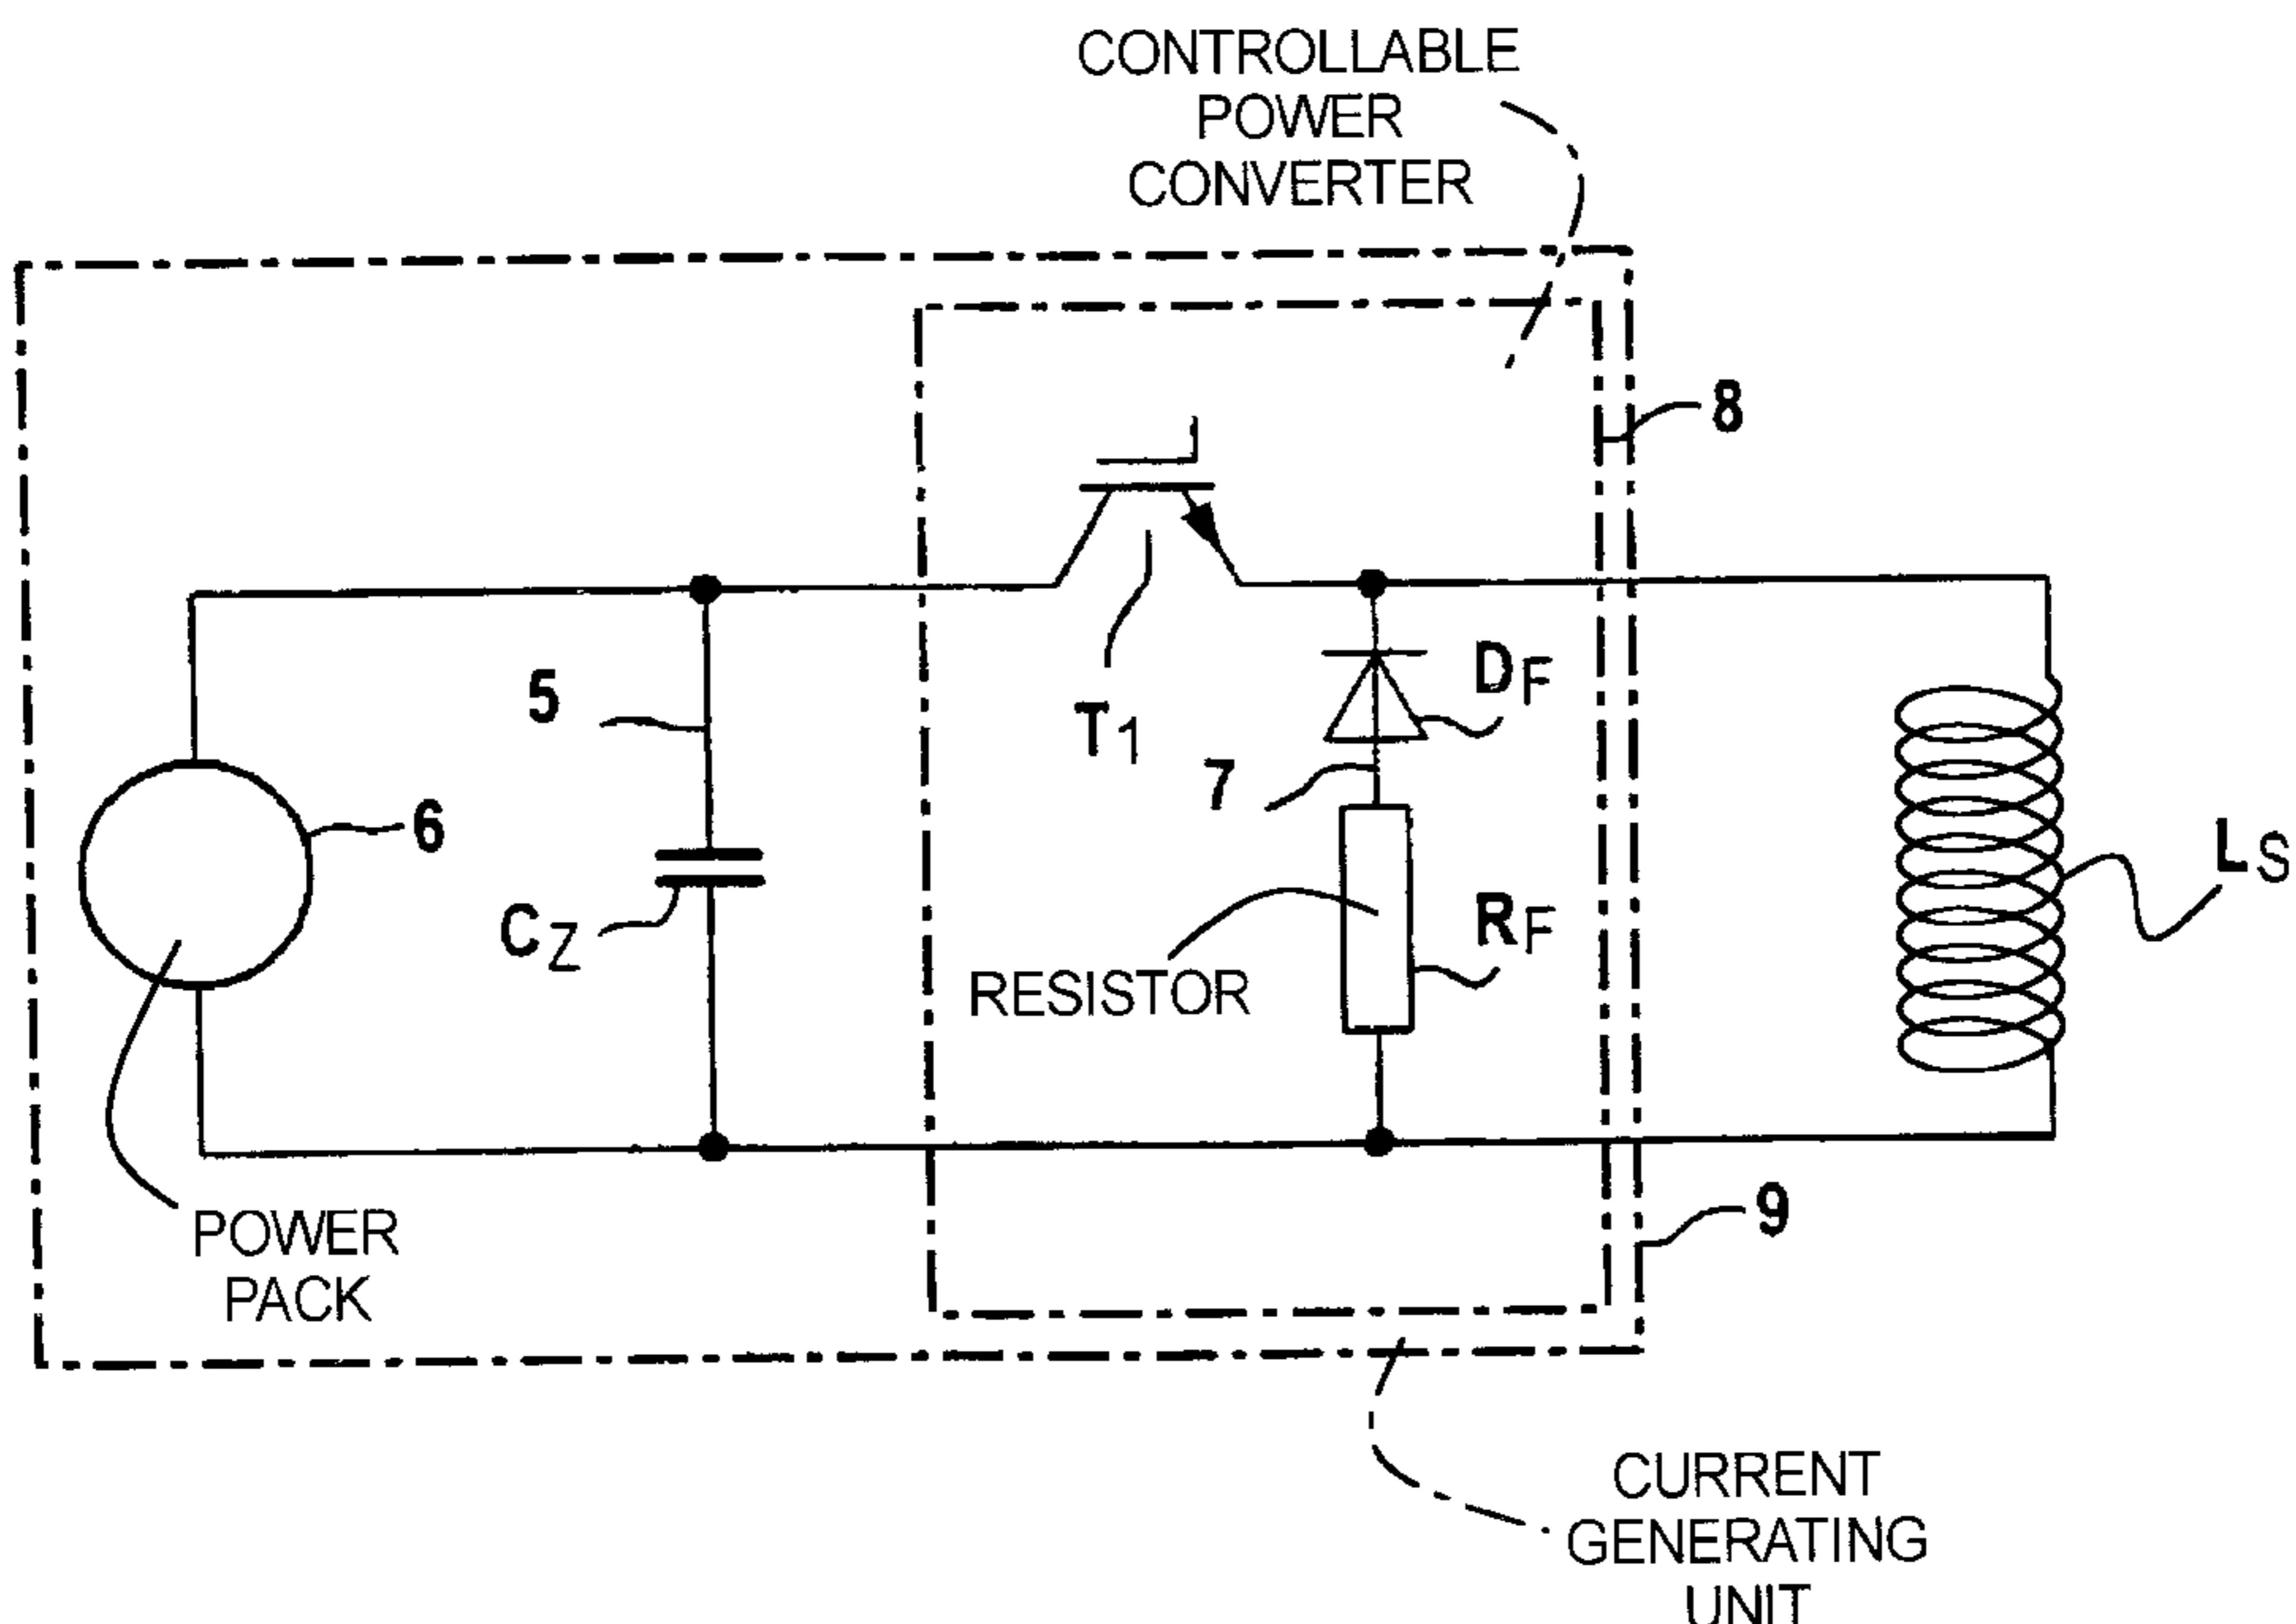 CONTROLLABLE
POWER
CONVERTER
8
5
T1
DF
7
6
CZ
RESISTOR
RF
LS
POWER
PACK
9
CURRENT
GENERATING
UNIT